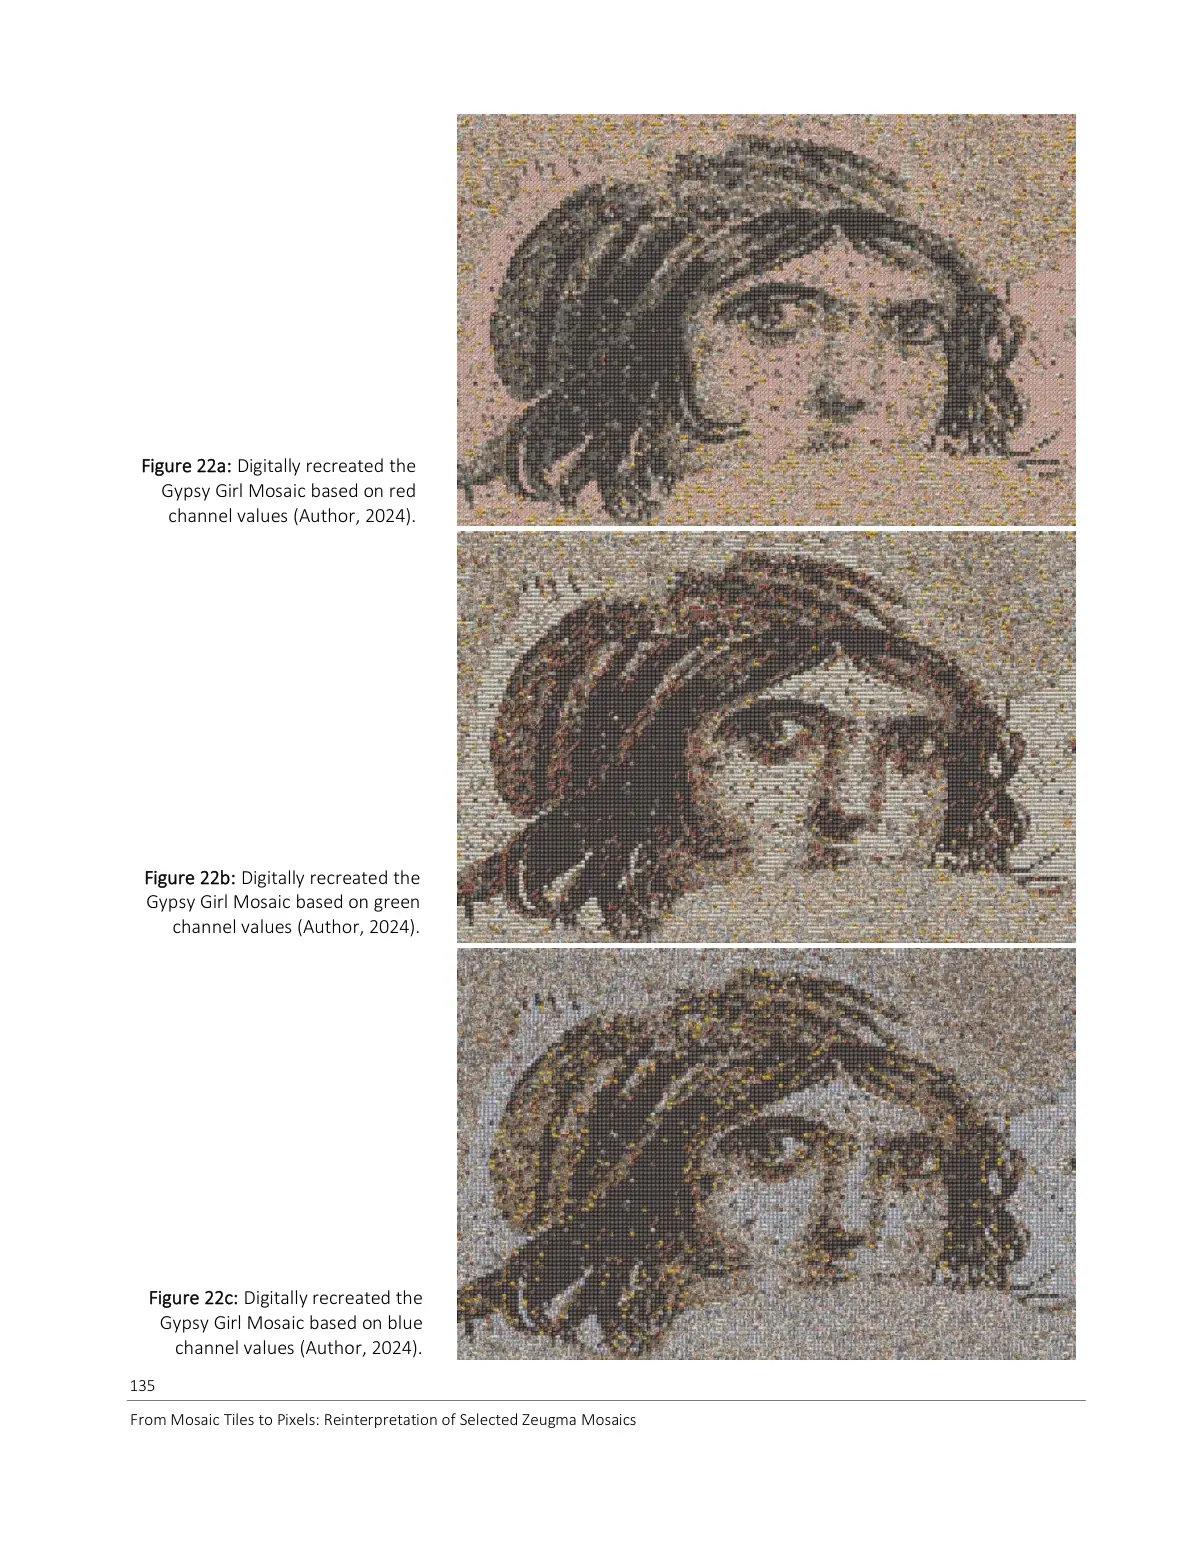 Figure 22a: Digitally recreated the
Gypsy Girl Mosaic based on red
channel values (Author, 2024).
Figure 22b: Digitally recreated the
Gypsy Girl Mosaic based on green
channel values (Author, 2024).
Figure 22c: Digitally recreated the
Gypsy Girl Mosaic based on blue
channel values (Author, 2024).
135
From Mosaic Tiles to Pixels: Reinterpretation of Selected Zeugma Mosaics